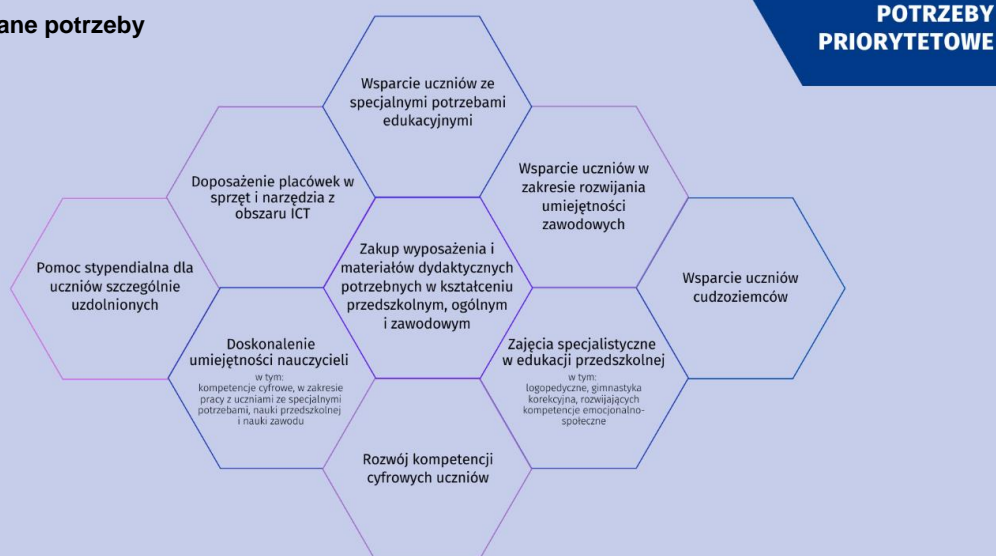 ane potrzeby
POTRZEBY
PRIORYTETOWE
Wsparcie uczniów ze
specjalnymi potrzebami
edukacyjnymi
Doposażenie placówek w
sprzęt i narzędzia z
obszaru ICT
Wsparcie uczniów w
zakresie rozwijania
umiejętności
zawodowych
Pomoc stypendialna dla
uczniów szczególnie
uzdolnionych
Zakup wyposażenia i
materiałów dydaktycznych
potrzebnych w kształceniu
przedszkolnym, ogólnym
i zawodowym
Wsparcie uczniów
cudzoziemców
Doskonalenie
umiejętności nauczycieli
w tym:
kompetencje cyfrowe, w zakresie
pracy z uczniami ze specjalnymi
potrzebami, nauki przedszkolnej
i nauki zawodu
Zajęcia specjalistyczne
w edukacji przedszkolnej
w tym:
logopedyczne, gimnastyka
korekcyjna, rozwijających
kompetencje emocjonalno-
społeczne
Rozwój kompetencji
cyfrowych uczniów